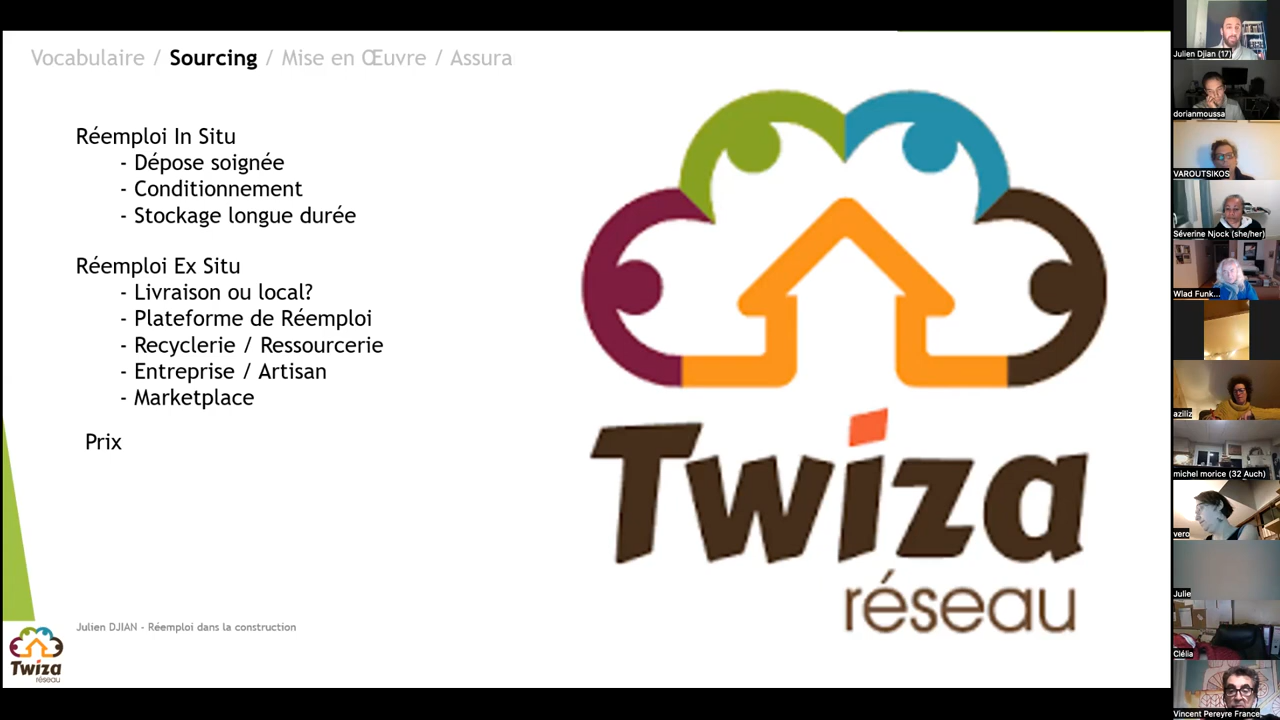 Vocabulaire / Sourcing / Mise en Œuvre / Assura
Réemploi In Situ
- Dépose soignée
- Conditionnement
- Stockage longue durée
Réemploi Ex Situ
- Livraison ou local?
- Plateforme de Réemploi
- Recyclerie / Ressourcerie
- Entreprise / Artisan
- Marketplace
Prix
Twiza
réseau
Julien DJIAN - Réemploi dans la construction
Twiza
réseau
Julien Djian (17)
dorianmoussa
VAROUTSIKOS
Séverine Njock (she/her)
Wlad Funk...
aziliz
michel morice (32 Auch)
vero
Julie
Clélia
Vincent Pereyre France...